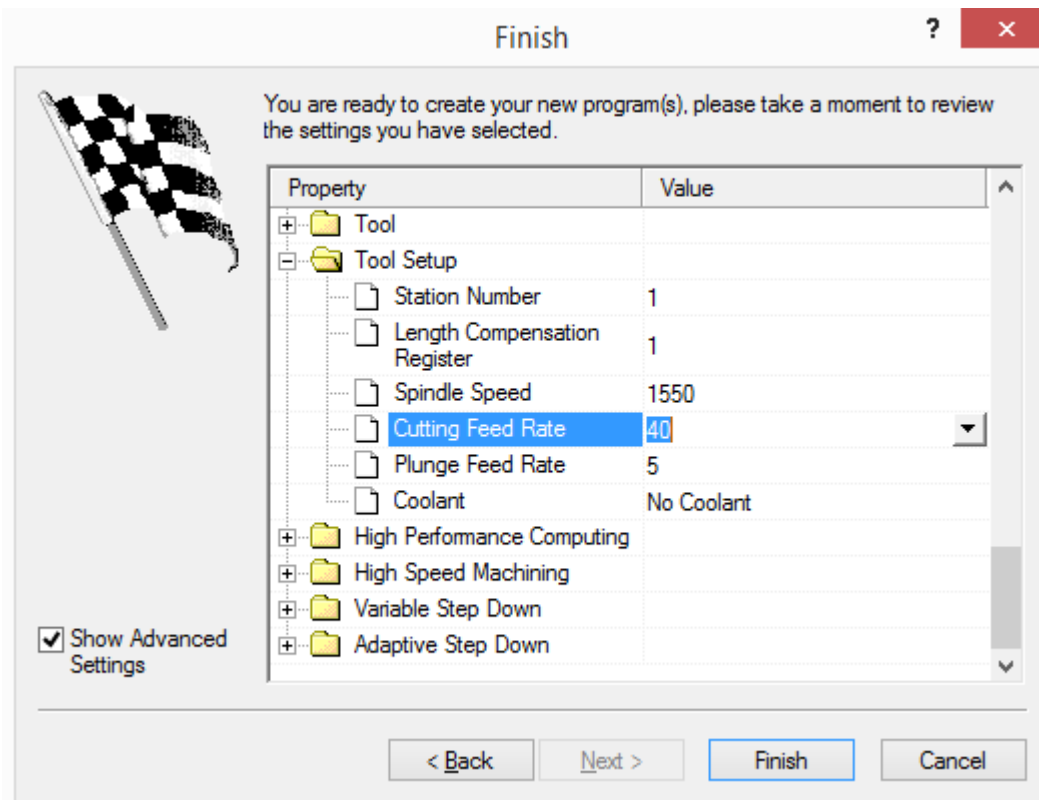 Finish
?
You are ready to create your new program(s), please take a moment to review
the settings you have selected.
Property Value
Tool
Tool Setup
Station Number 1
Length Compensation
Register 1
Spindle Speed 1550
Cutting Feed Rate 40
Plunge Feed Rate 5
Coolant No Coolant
High Performance Computing
High Speed Machining
Variable Step Down
Adaptive Step Down
Show Advanced
Settings
< Back Next > Finish Cancel